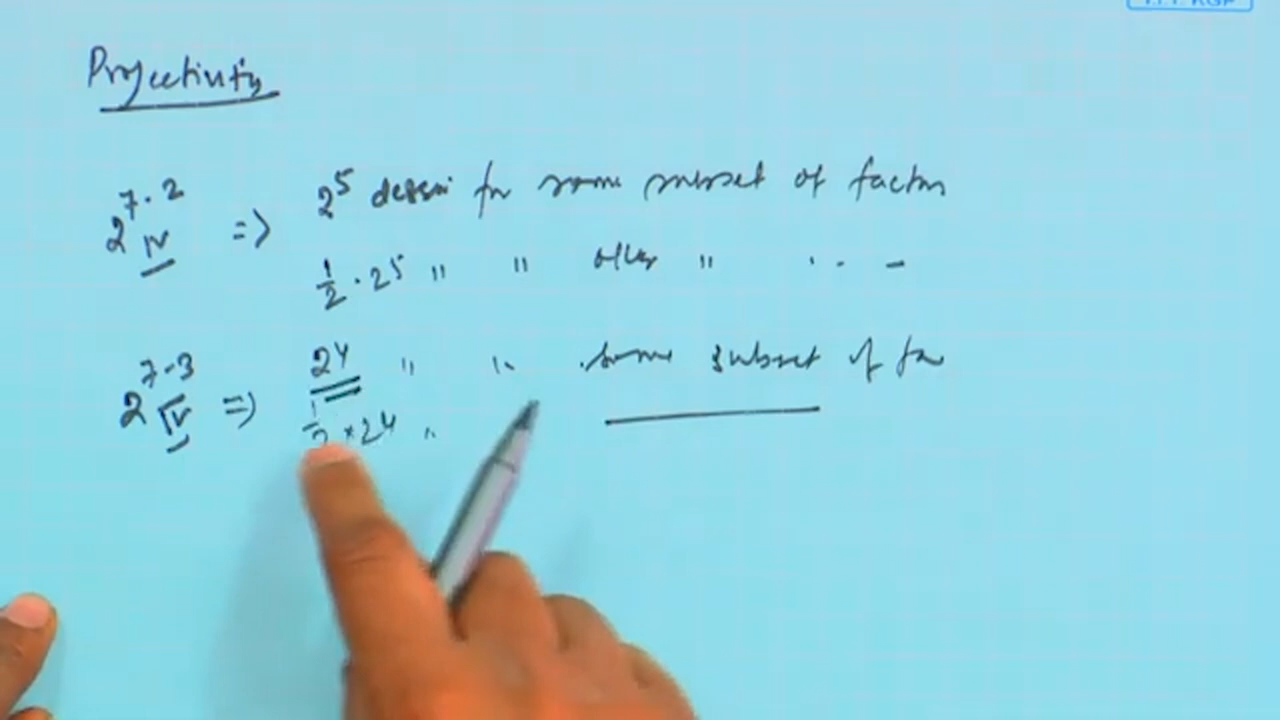 I.I.T. KGP
Projectivity
2^{7-2}_{IV} => 2^5 design for some subset of factors
1/2 · 2^5 " " other " " - -
2^{7-3}_{IV} => 2^4 " " some subset of fa
1/2 × 2^4 "